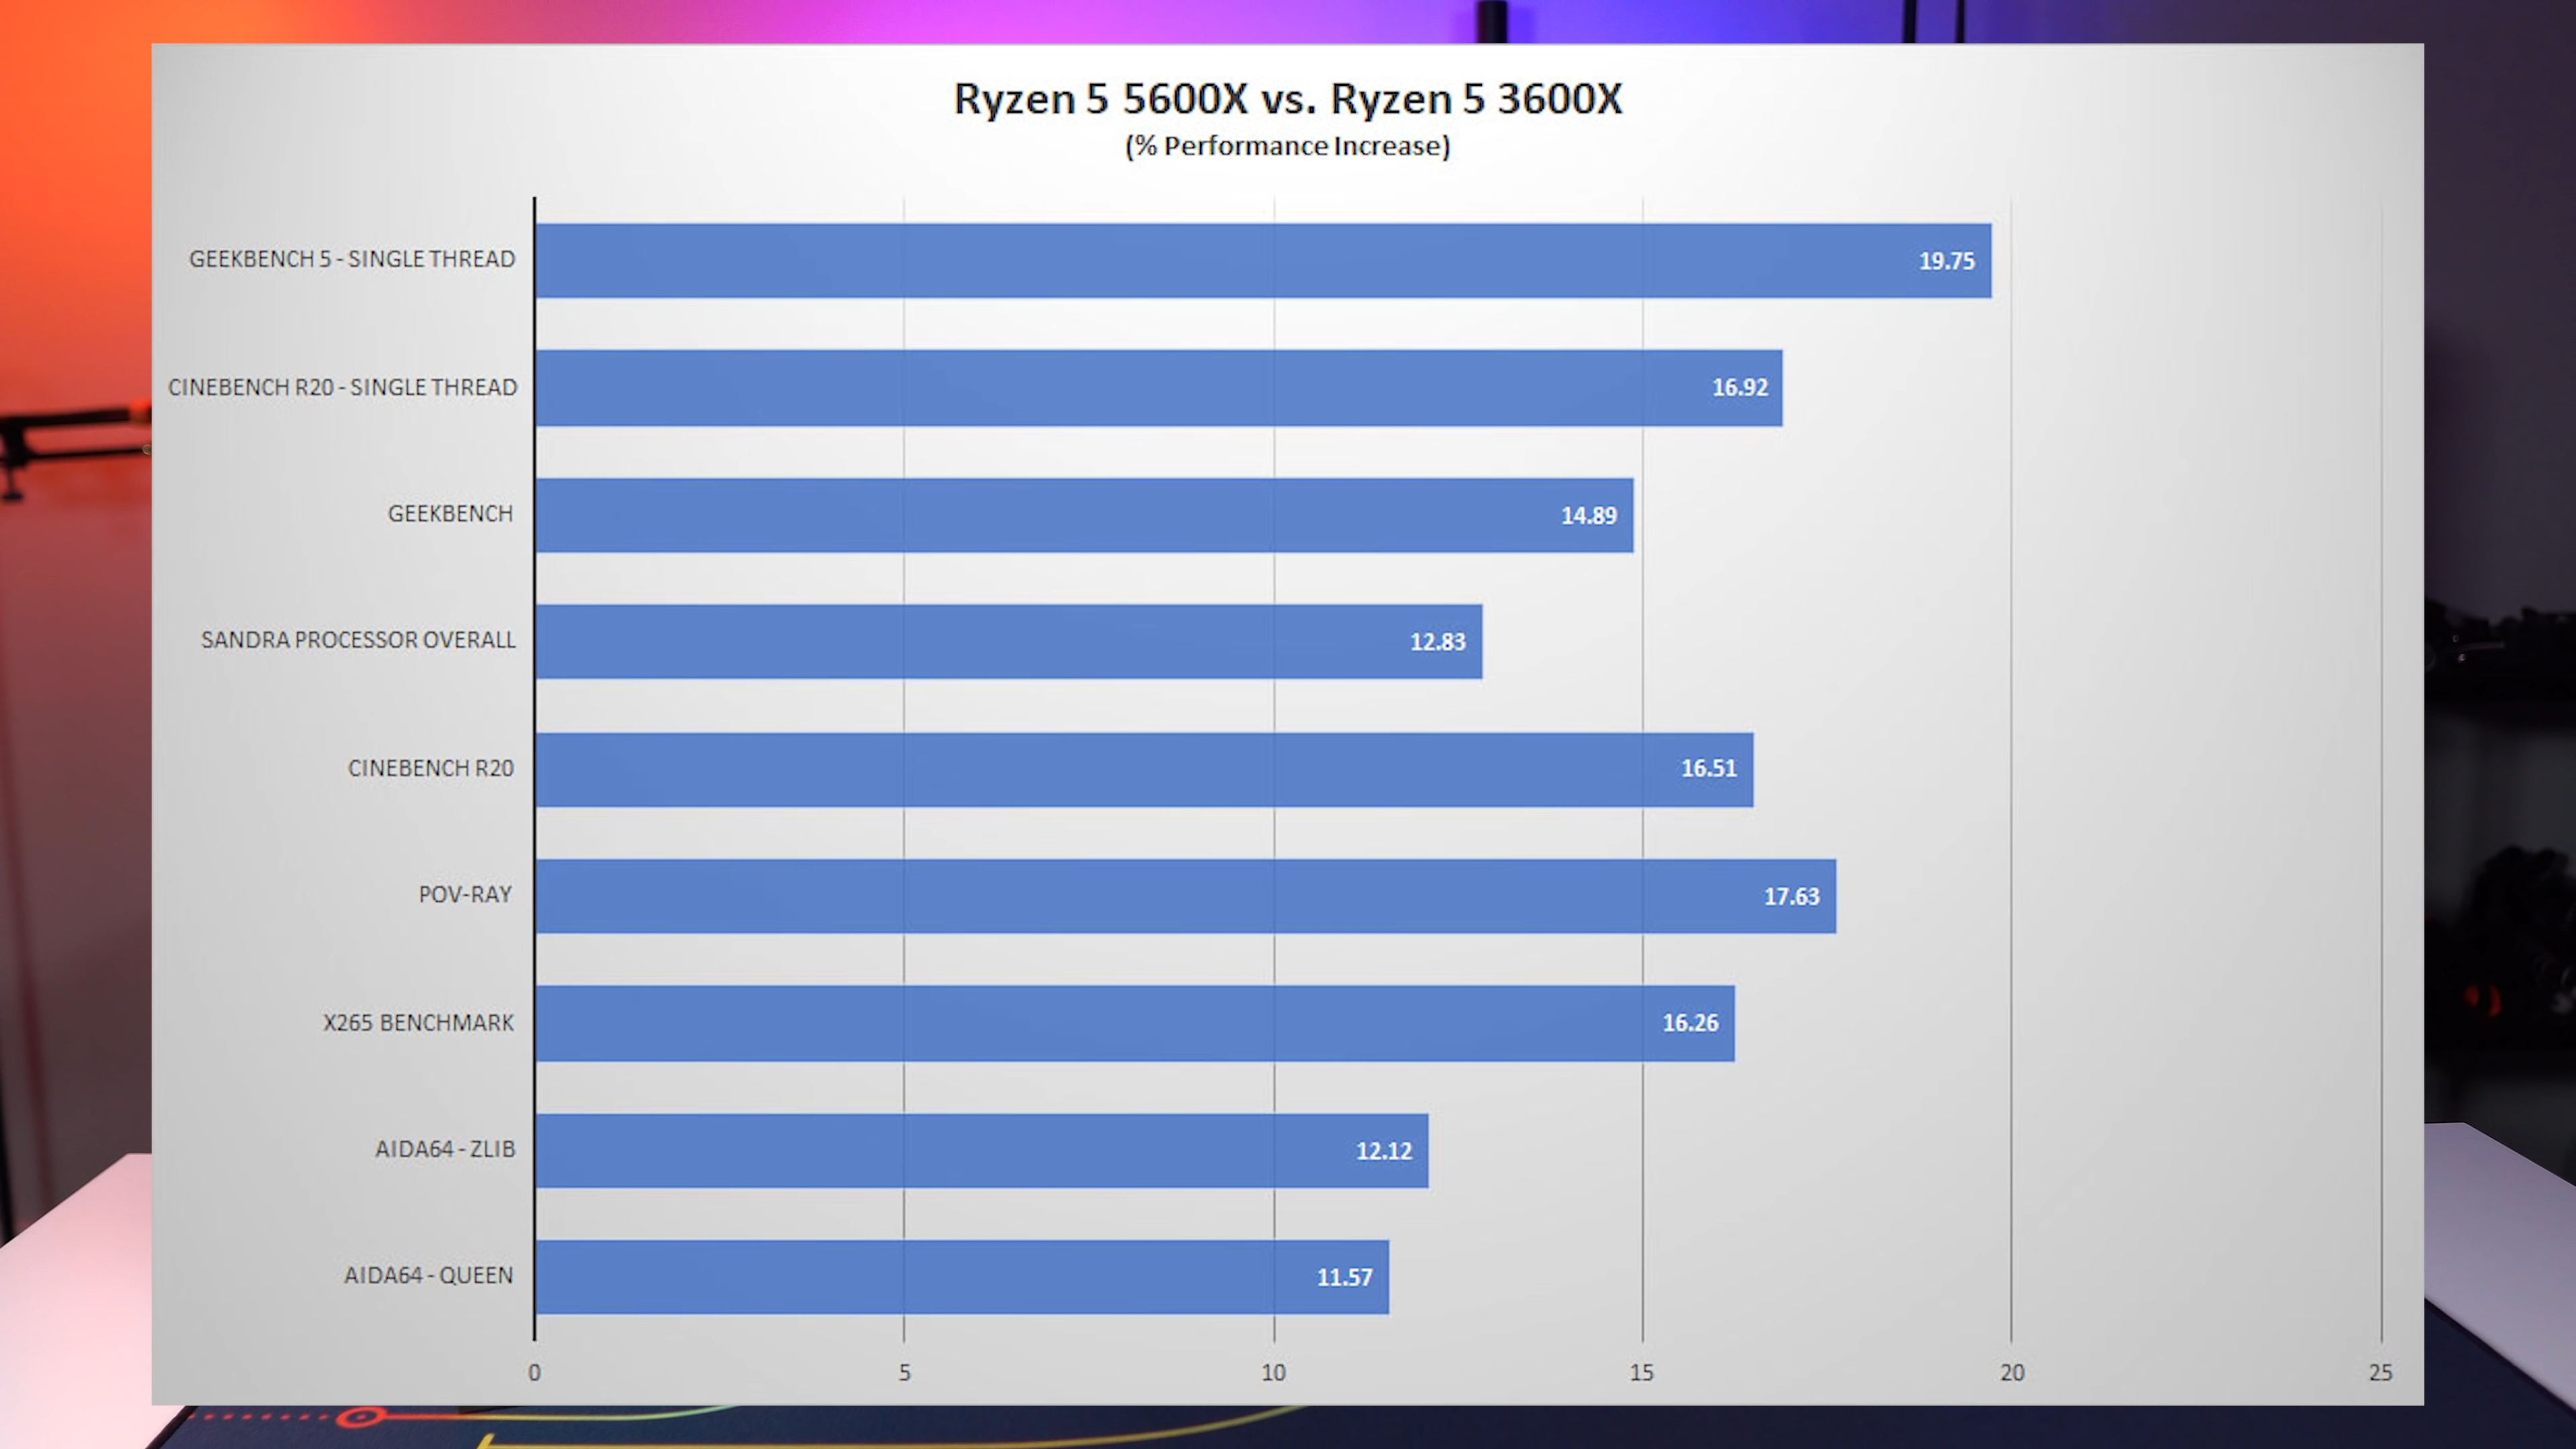 Ryzen 5 5600X vs. Ryzen 5 3600X
(% Performance Increase)
GEEKBENCH 5 - SINGLE THREAD
19.75
CINEBENCH R20 - SINGLE THREAD
16.92
GEEKBENCH
14.89
SANDRA PROCESSOR OVERALL
12.83
CINEBENCH R20
16.51
POV-RAY
17.63
X265 BENCHMARK
16.26
AIDA64 - ZLIB
12.12
AIDA64 - QUEEN
11.57
0 5 10 15 20 25